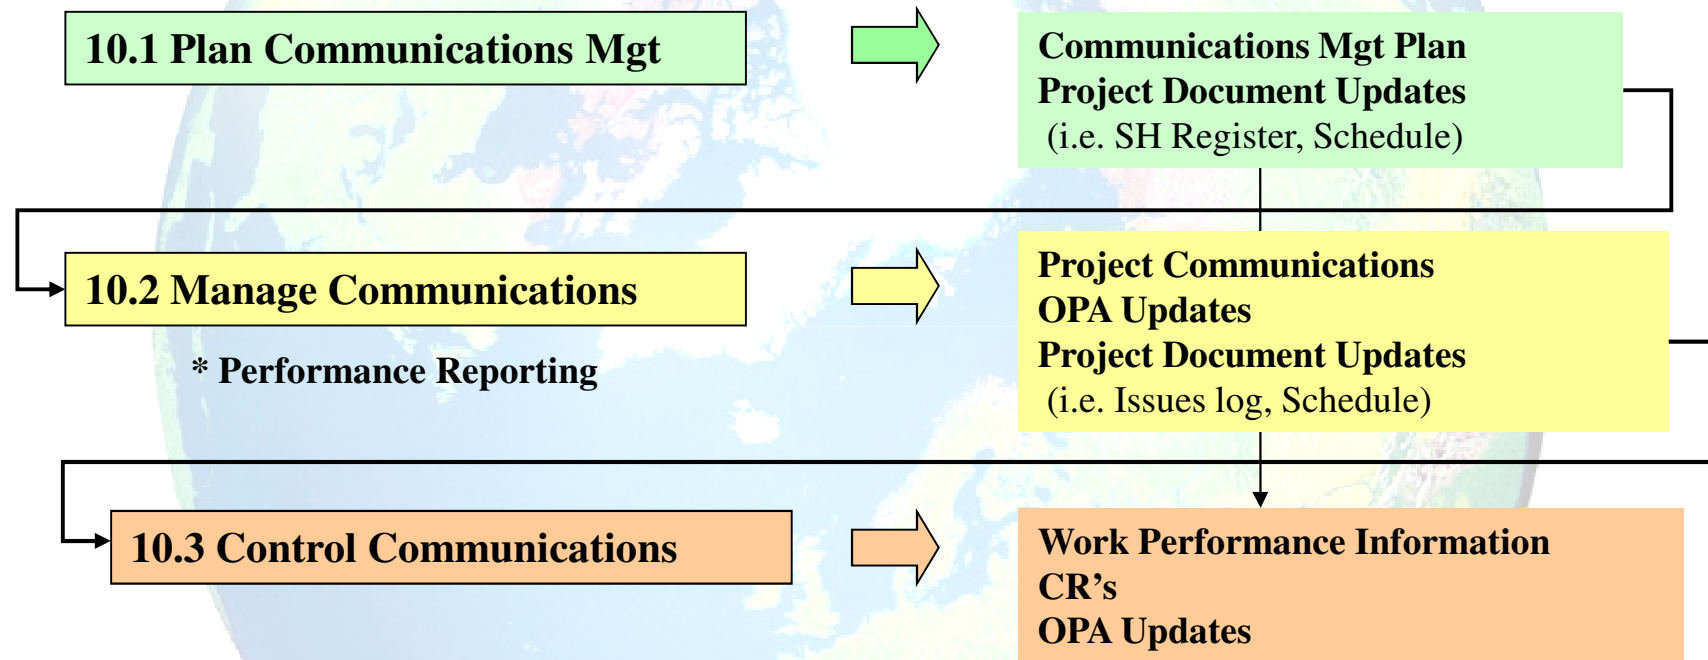 10.1 Plan Communications Mgt
Communications Mgt Plan
Project Document Updates
(i.e. SH Register, Schedule)
10.2 Manage Communications
* Performance Reporting
Project Communications
OPA Updates
Project Document Updates
(i.e. Issues log, Schedule)
10.3 Control Communications
Work Performance Information
CR’s
OPA Updates